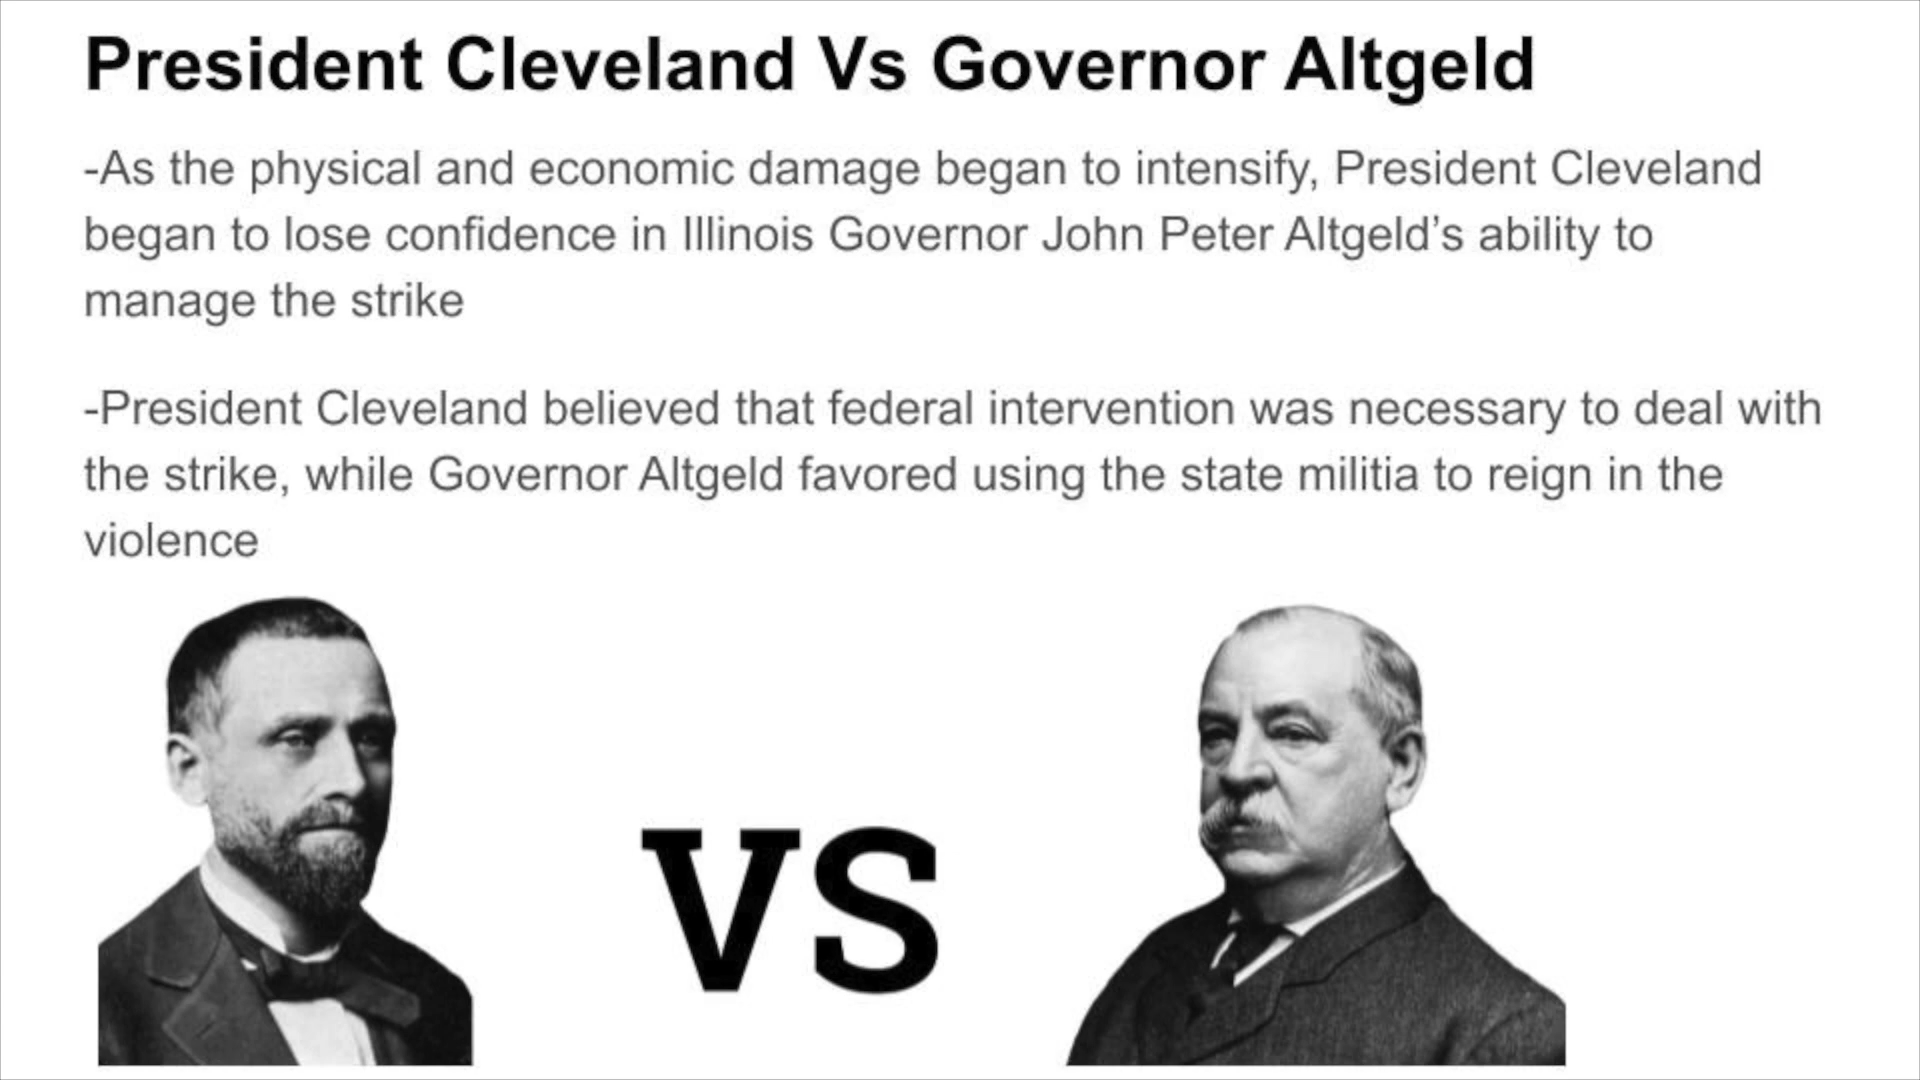 President Cleveland Vs Governor Altgeld
-As the physical and economic damage began to intensify, President Cleveland
began to lose confidence in Illinois Governor John Peter Altgeld’s ability to
manage the strike
-President Cleveland believed that federal intervention was necessary to deal with
the strike, while Governor Altgeld favored using the state militia to reign in the
violence
VS